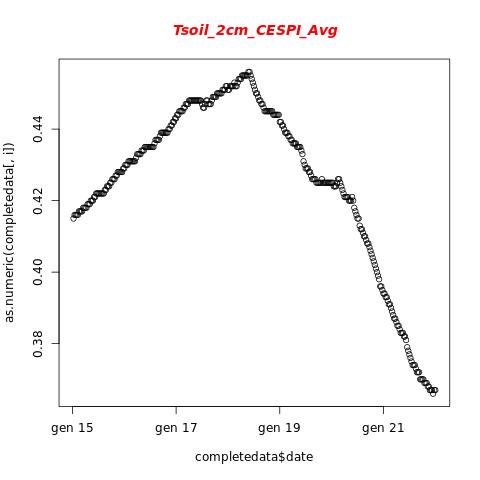 Tsoil_2cm_CESPI_Avg
as.numeric(completedata[, i])
0.44
0.42
0.40
0.38
gen 15
gen 17
gen 19
gen 21
completedata$date